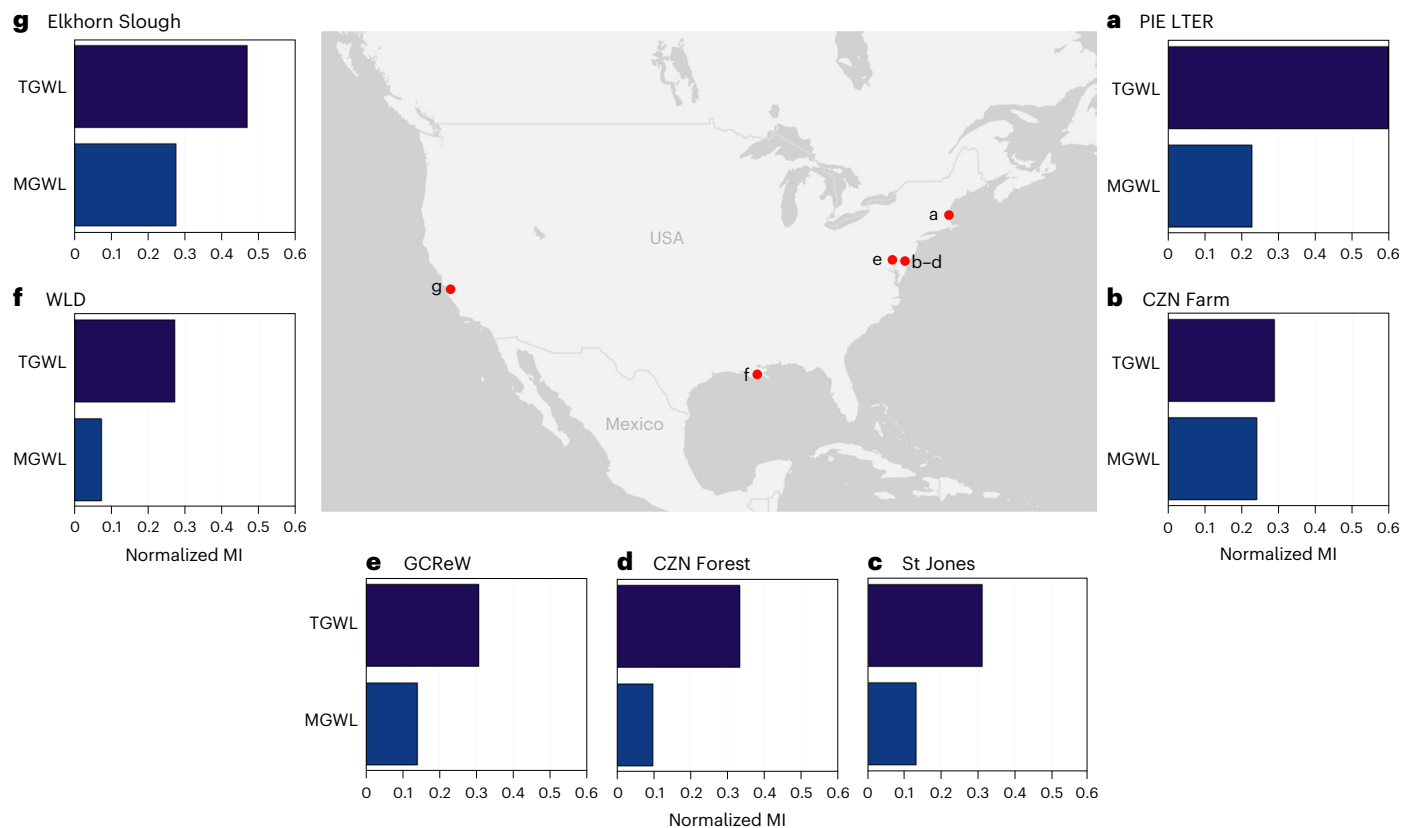 g Elkhorn Slough
TGWL
MGWL
0 0.1 0.2 0.3 0.4 0.5 0.6
f WLD
TGWL
MGWL
0 0.1 0.2 0.3 0.4 0.5 0.6
Normalized MI
USA
Mexico
a
e
b–d
g
f
a PIE LTER
TGWL
MGWL
0 0.1 0.2 0.3 0.4 0.5 0.6
b CZN Farm
TGWL
MGWL
0 0.1 0.2 0.3 0.4 0.5 0.6
Normalized MI
e GCReW
TGWL
MGWL
0 0.1 0.2 0.3 0.4 0.5 0.6
d CZN Forest
0 0.1 0.2 0.3 0.4 0.5 0.6
Normalized MI
c St Jones
0 0.1 0.2 0.3 0.4 0.5 0.6